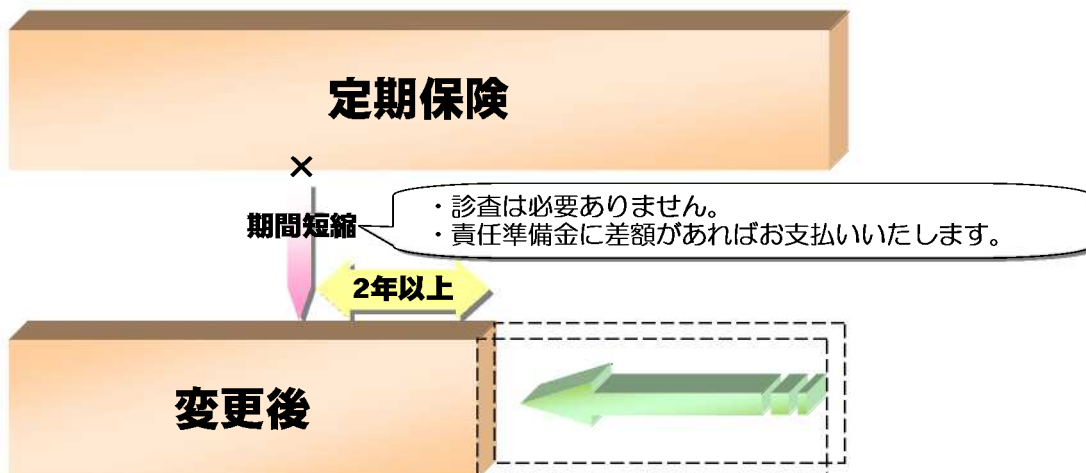 定期保険
×
期間短縮
・診査は必要ありません。
・責任準備金に差額があればお支払いいたします。
2年以上
変更後